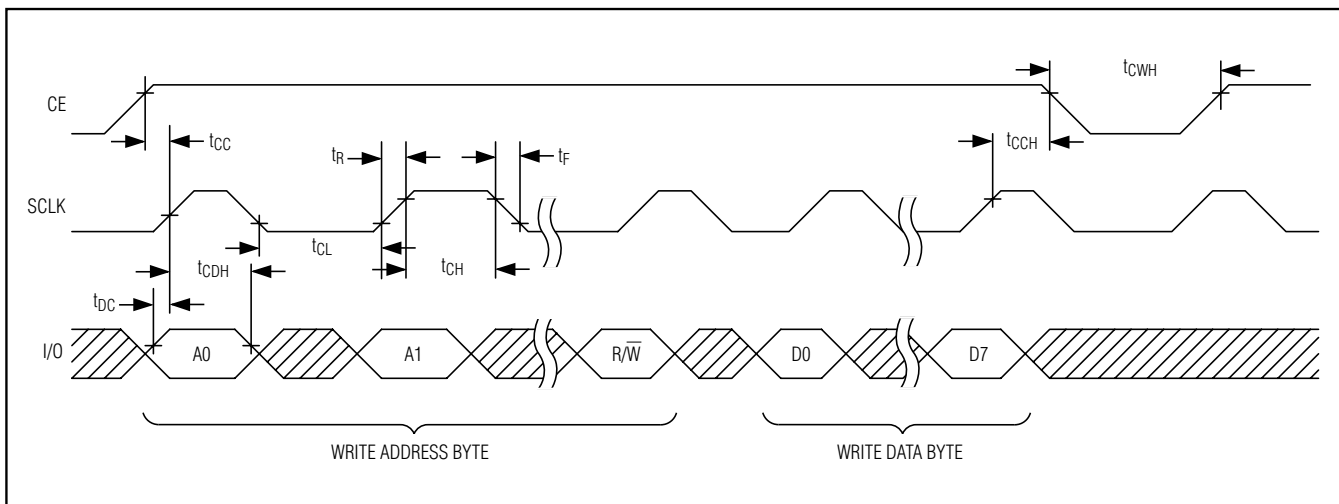 CE
tCWH
tCC
tCCH
tR
tF
SCLK
tCL
tCDH
tCH
tDC
I/O
A0
A1
R/W̅
D0
D7
WRITE ADDRESS BYTE
WRITE DATA BYTE